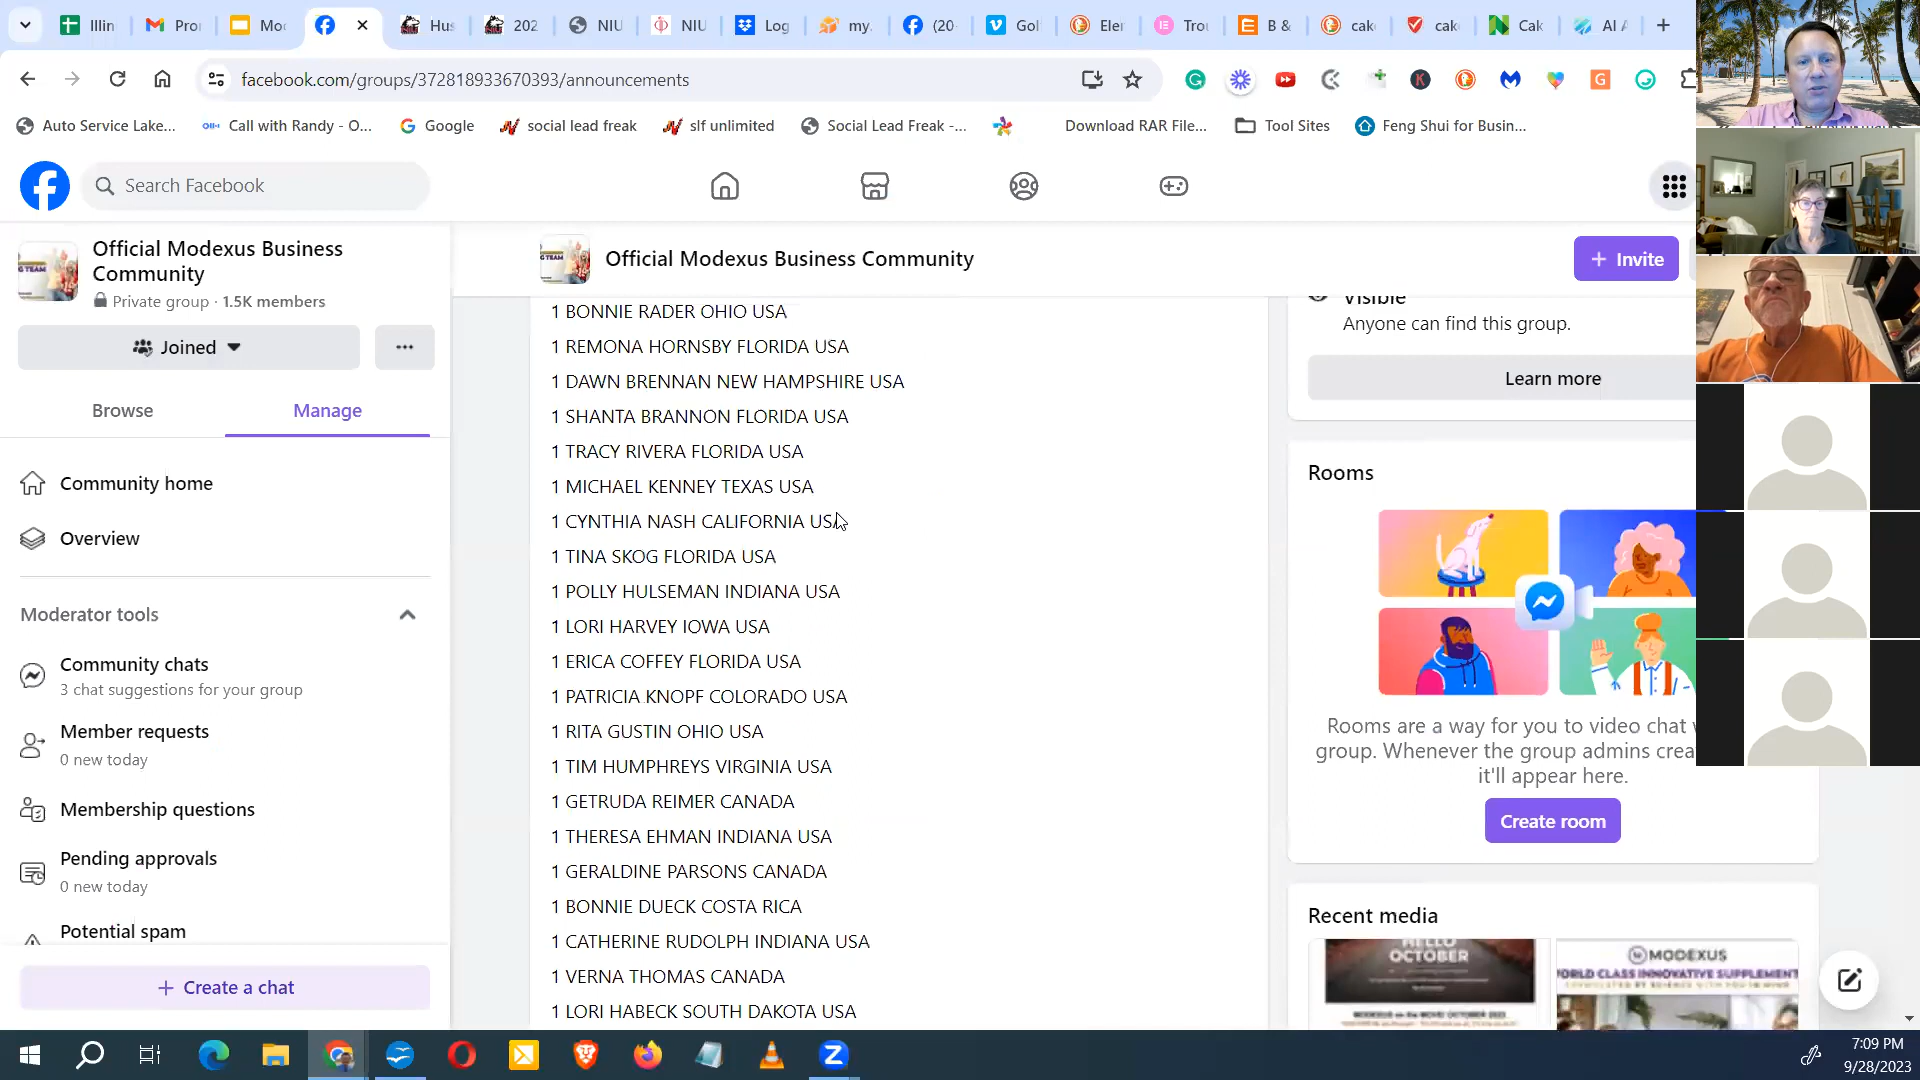 Illin
Pro
Mo
Hus
202
NIU
NIU
Log
my.
(20
Gol
Eler
Trou
B &
cak
cak
Cak
AI A
facebook.com/groups/372818933670393/announcements
Auto Service Lake...
Call with Randy - O...
Google
social lead freak
slf unlimited
Social Lead Freak -...
Download RAR File...
Tool Sites
Feng Shui for Busin...
Search Facebook
Official Modexus Business
Community
Private group · 1.5K members
Joined
Browse
Manage
Community home
Overview
Moderator tools
Community chats
3 chat suggestions for your group
Member requests
0 new today
Membership questions
Pending approvals
0 new today
Potential spam
+ Create a chat
Official Modexus Business Community
+ Invite
1 BONNIE RADER OHIO USA
1 REMONA HORNSBY FLORIDA USA
1 DAWN BRENNAN NEW HAMPSHIRE USA
1 SHANTA BRANNON FLORIDA USA
1 TRACY RIVERA FLORIDA USA
1 MICHAEL KENNEY TEXAS USA
1 CYNTHIA NASH CALIFORNIA USA
1 TINA SKOG FLORIDA USA
1 POLLY HULSEMAN INDIANA USA
1 LORI HARVEY IOWA USA
1 ERICA COFFEY FLORIDA USA
1 PATRICIA KNOPF COLORADO USA
1 RITA GUSTIN OHIO USA
1 TIM HUMPHREYS VIRGINIA USA
1 GETRUDA REIMER CANADA
1 THERESA EHMAN INDIANA USA
1 GERALDINE PARSONS CANADA
1 BONNIE DUECK COSTA RICA
1 CATHERINE RUDOLPH INDIANA USA
1 VERNA THOMAS CANADA
1 LORI HABECK SOUTH DAKOTA USA
Visible
Anyone can find this group.
Learn more
Rooms
Rooms are a way for you to video chat
group. Whenever the group admins crea
it'll appear here.
Create room
Recent media
HELLO
OCTOBER
MODEXUS on the MOVE! OCTOBER 2023
MODEXUS
WORLD CLASS INNOVATIVE SUPPLEMENT
7:09 PM
9/28/2023